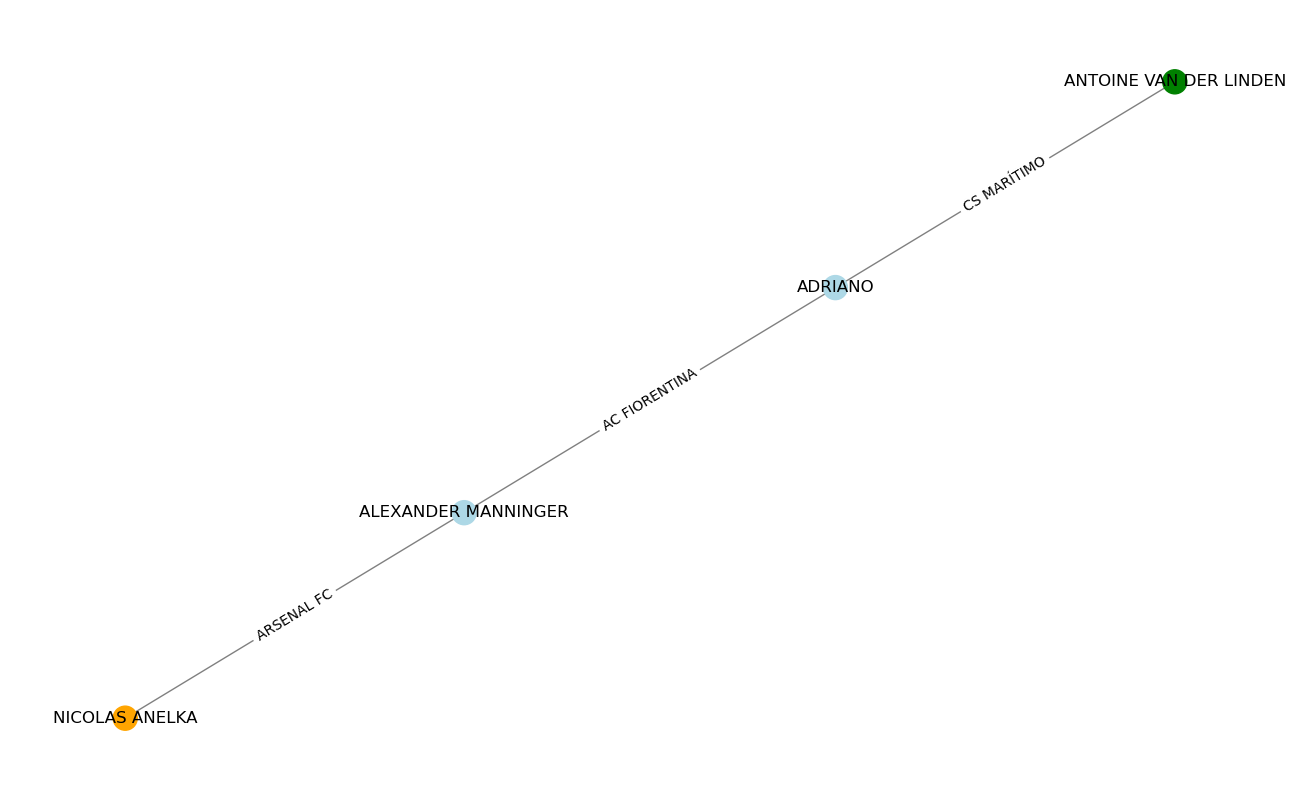 ANTOINE VAN DER LINDEN
CS MARÍTIMO
ADRIANO
AC FIORENTINA
ALEXANDER MANNINGER
ARSENAL FC
NICOLAS ANELKA